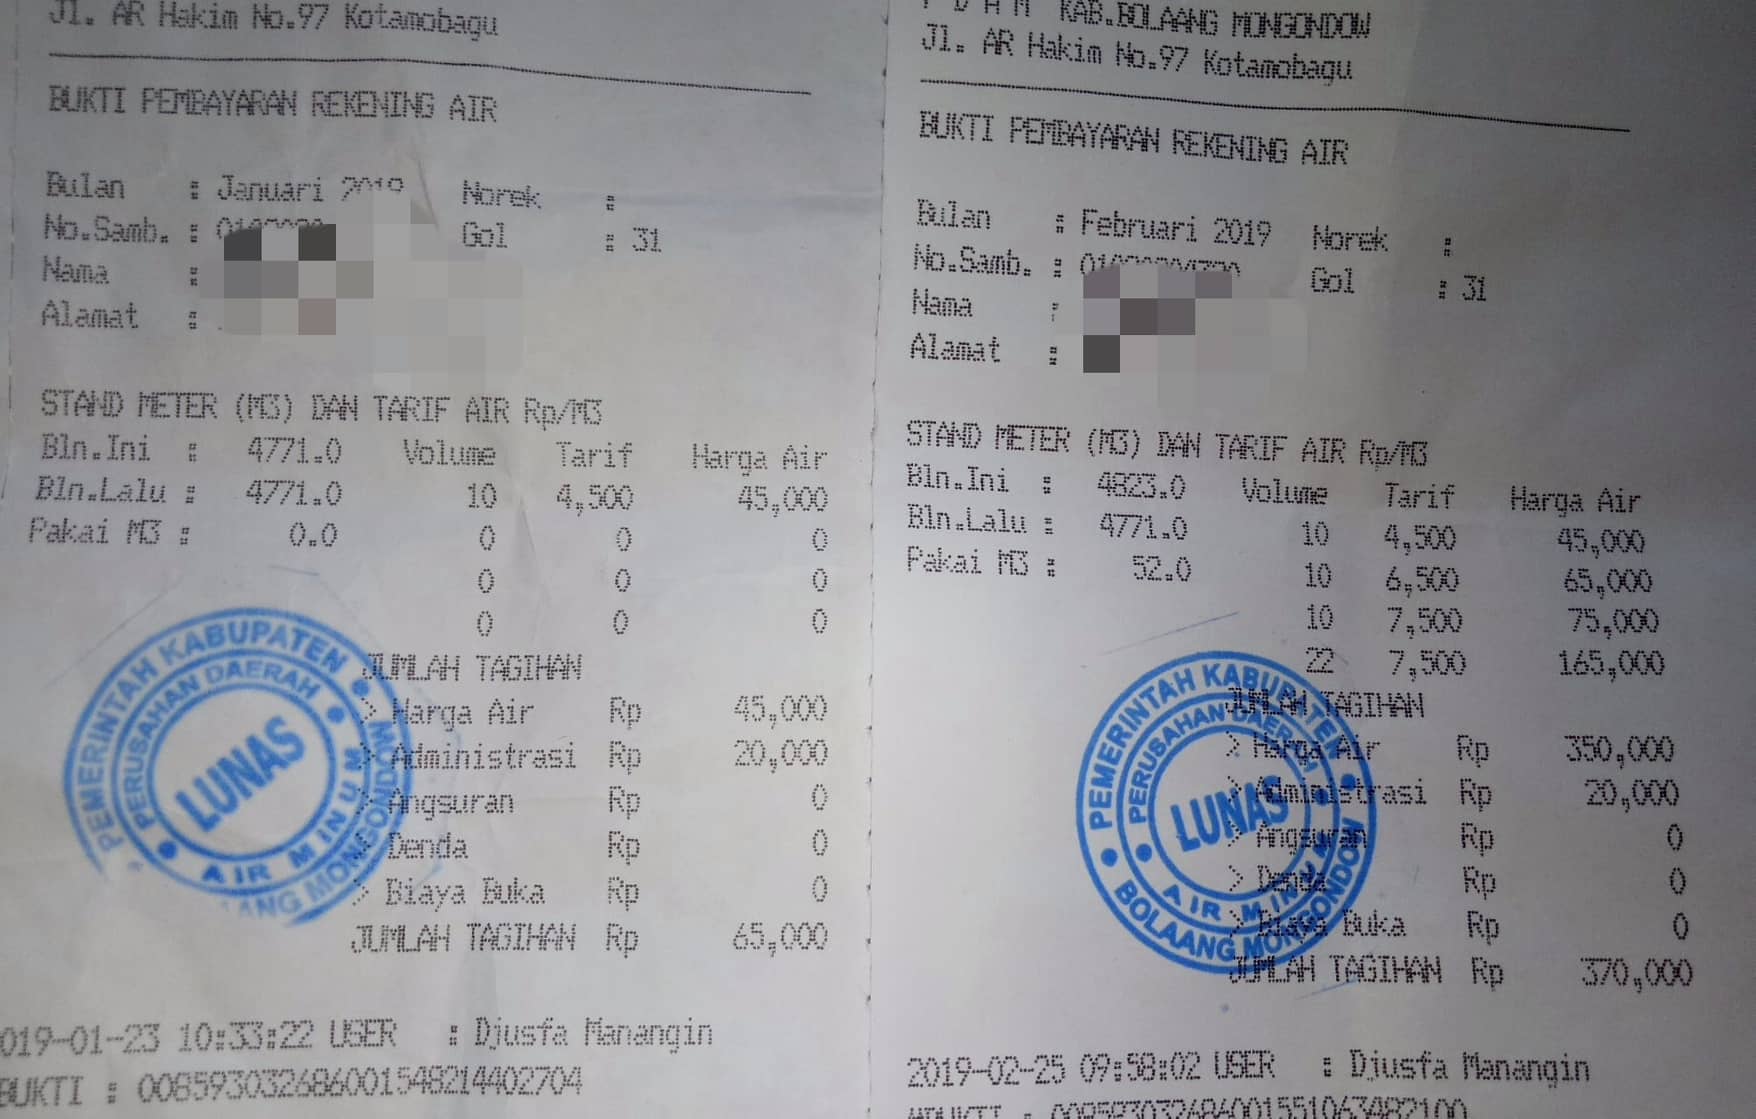 Jl. AR Hakim No.97 Kotamobagu
BUKTI PEMBAYARAN REKENING AIR
Bulan : Januari 2019 Norek :
No.Samb. : Gol : 31
Nama :
Alamat :
STAND METER (M3) DAN TARIF AIR Rp/M3
Bln.Ini : 4771.0 Volume Tarif Harga Air
Bln.Lalu : 4771.0 10 4,500 45,000
Pakai M3 : 0.0 0 0 0
0 0 0
0 0 0
JUMLAH TAGIHAN
> Harga Air Rp 45,000
> Administrasi Rp 20,000
> Angsuran Rp 0
> Denda Rp 0
> Biaya Buka Rp 0
JUMLAH TAGIHAN Rp 65,000
PEMERINTAH KABUPATEN
BOLAANG MONGONDOW
PERUSAHAN DAERAH
AIR MINUM
LUNAS
019-01-23 10:33:22 USER : Djusfa Manangin
BUKTI : 008593032686001548214402704
P D A M KAB.BOLAANG MONGONDOW
Jl. AR Hakim No.97 Kotamobagu
BUKTI PEMBAYARAN REKENING AIR
Bulan : Februari 2019 Norek :
No.Samb. : Gol : 31
Nama :
Alamat :
STAND METER (M3) DAN TARIF AIR Rp/M3
Bln.Ini : 4823.0 Volume Tarif Harga Air
Bln.Lalu : 4771.0 10 4,500 45,000
Pakai M3 : 52.0 10 6,500 65,000
10 7,500 75,000
22 7,500 165,000
JUMLAH TAGIHAN
> Harga Air Rp 350,000
> Administrasi Rp 20,000
> Angsuran Rp 0
> Denda Rp 0
> Biaya Buka Rp 0
JUMLAH TAGIHAN Rp 370,000
PEMERINTAH KABUPATEN
BOLAANG MONGONDOW
PERUSAHAN DAERAH
AIR MINUM
LUNAS
2019-02-25 09:58:02 USER : Djusfa Manangin